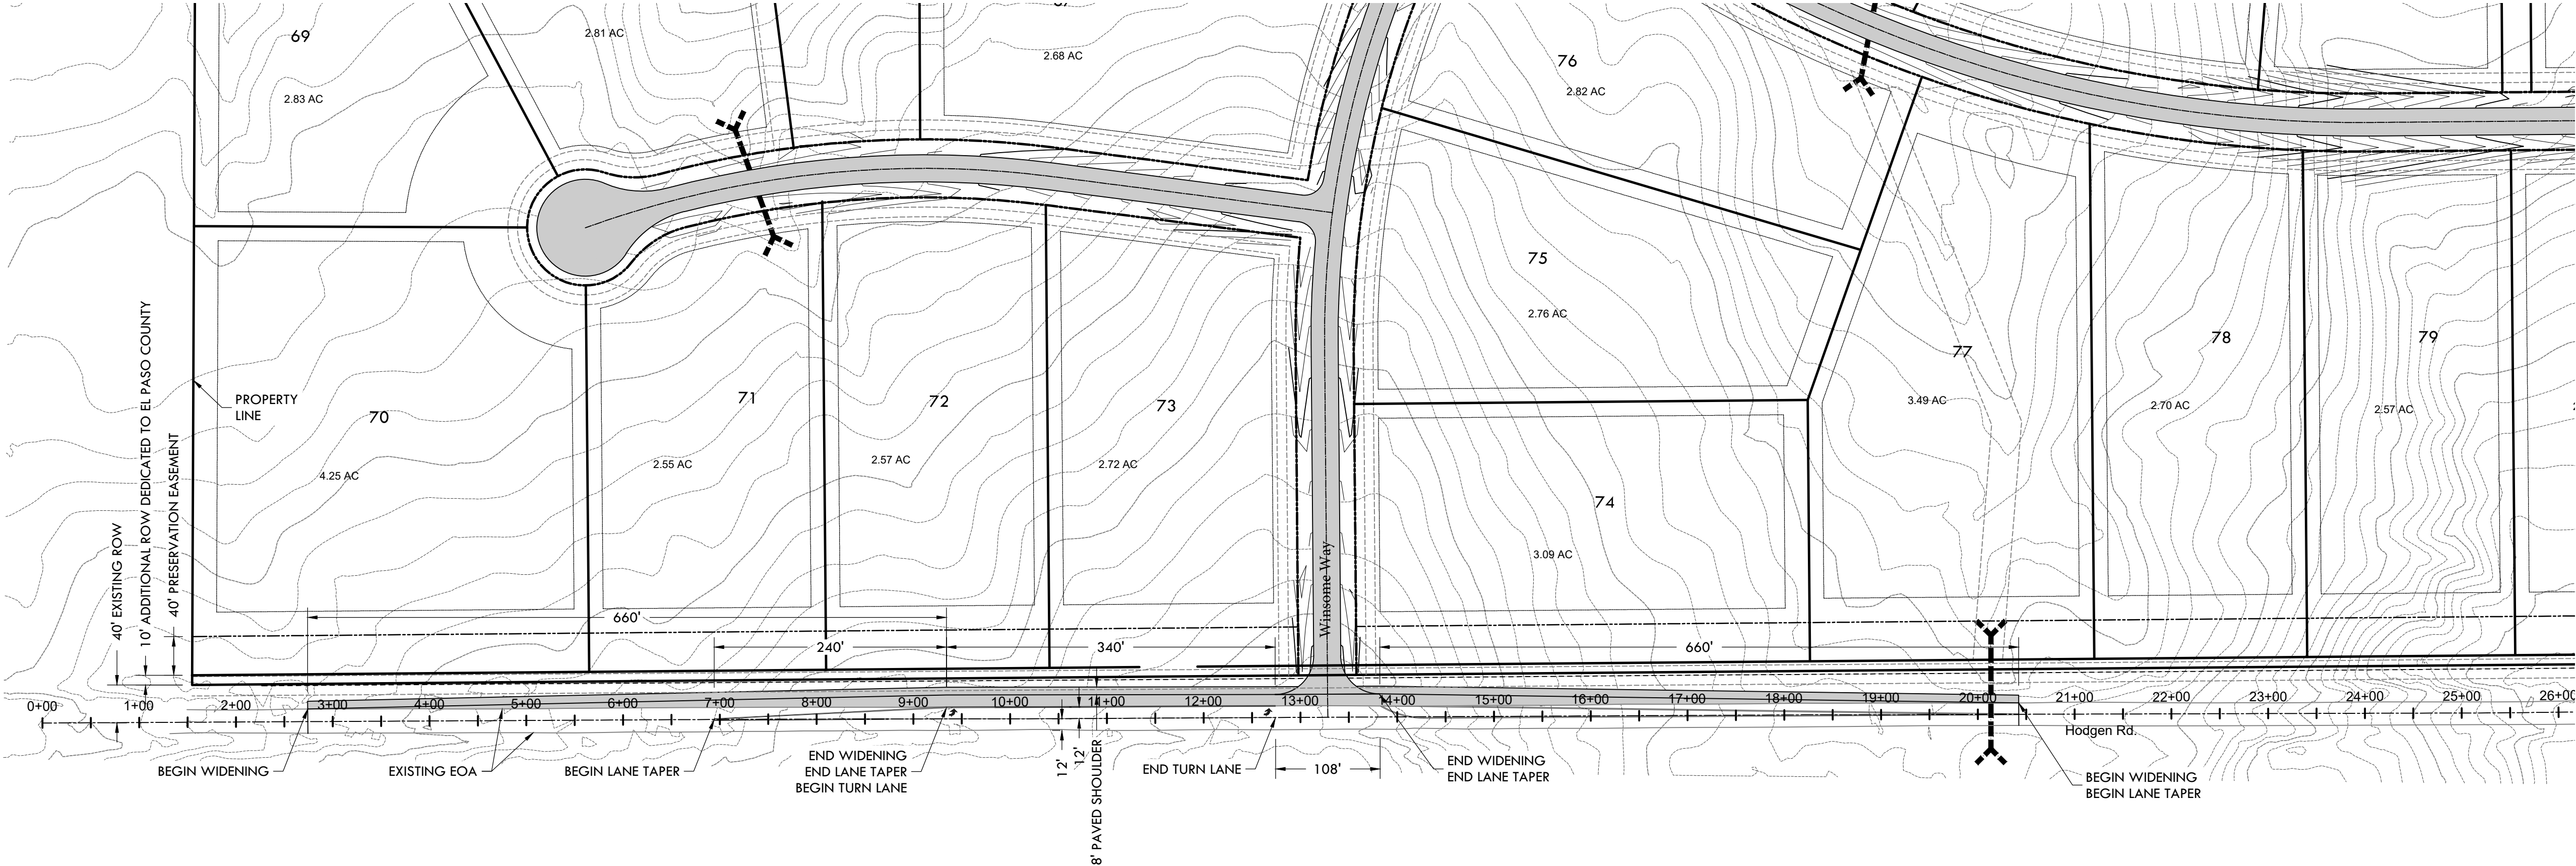 69
2.83 AC
2.81 AC
2.68 AC
76
2.82 AC
PROPERTY
LINE
70
4.25 AC
71
2.55 AC
72
2.57 AC
73
2.72 AC
75
2.76 AC
74
3.09 AC
77
3.49 AC
78
2.70 AC
79
2.57 AC
40' EXISTING ROW
10' ADDITIONAL ROW DEDICATED TO EL PASO COUNTY
40' PRESERVATION EASEMENT
Winsome Way
660'
240'
340'
660'
0+00
1+00
2+00
3+00
4+00
5+00
6+00
7+00
8+00
9+00
10+00
11+00
12+00
13+00
14+00
15+00
16+00
17+00
18+00
19+00
20+00
21+00
22+00
23+00
24+00
25+00
26+00
Hodgen Rd.
BEGIN WIDENING
EXISTING EOA
BEGIN LANE TAPER
END WIDENING
END LANE TAPER
BEGIN TURN LANE
12'
12'
8' PAVED SHOULDER
END TURN LANE
108'
END WIDENING
END LANE TAPER
BEGIN WIDENING
BEGIN LANE TAPER